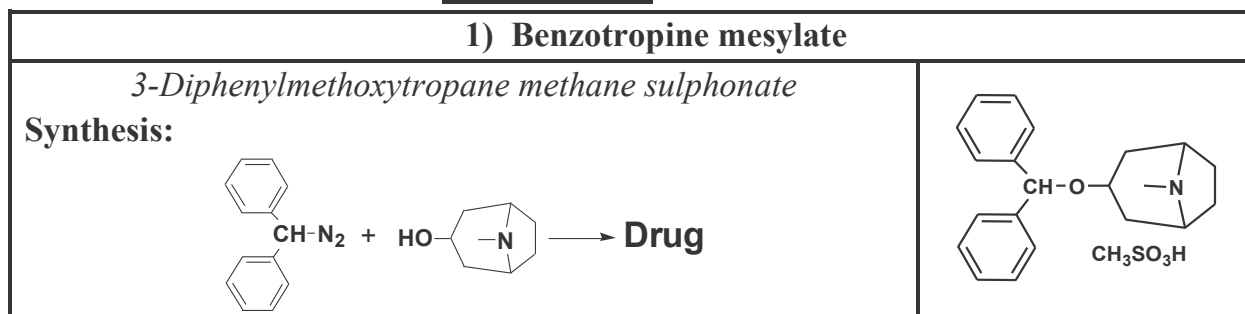 1) Benzotropine mesylate
3-Diphenylmethoxytropane methane sulphonate
Synthesis:
CH-N₂ + HO N → Drug
CH-O N
CH₃SO₃H